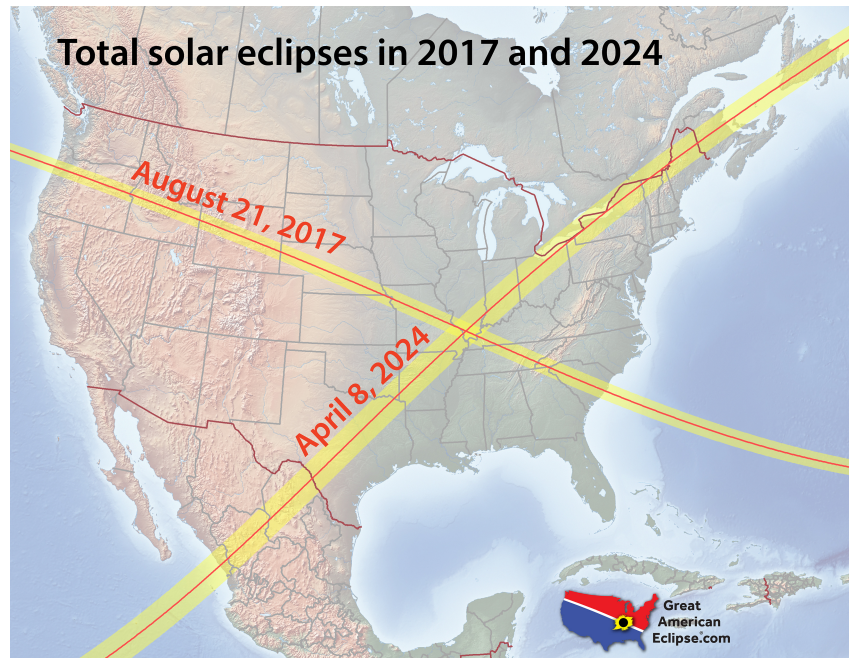 Total solar eclipses in 2017 and 2024
August 21, 2017
April 8, 2024
Great
American
Eclipse.com